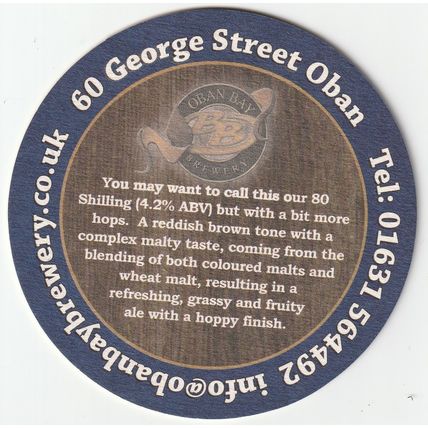 60 George Street Oban
Tel: 01631 564492
info@obanbaybrewery.co.uk
OBAN BAY
BB
BREWERY
You may want to call this our 80
Shilling (4.2% ABV) but with a bit more
hops. A reddish brown tone with a
complex malty taste, coming from the
blending of both coloured malts and
wheat malt, resulting in a
refreshing, grassy and fruity
ale with a hoppy finish.